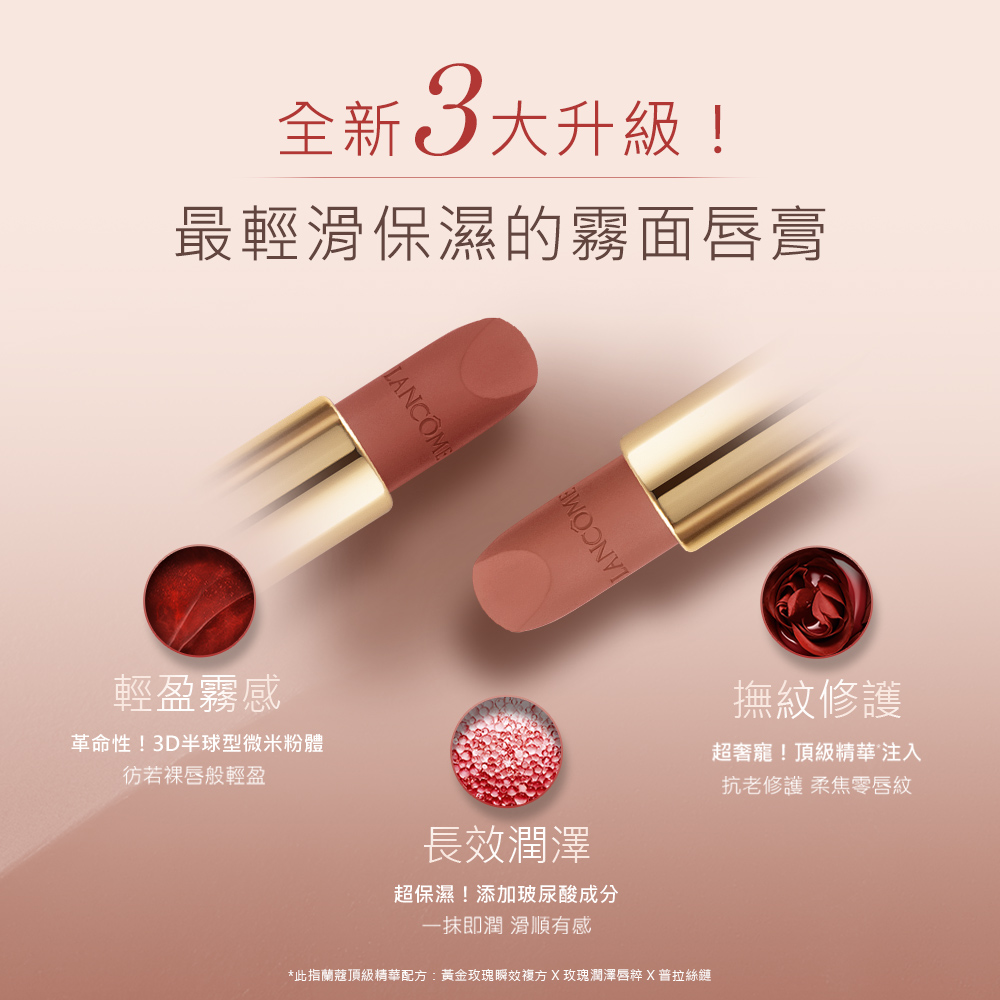 全新3大升級！
最輕滑保濕的霧面唇膏
LANCÔME
LANCÔME
輕盈霧感
革命性！3D半球型微米粉體
彷若裸唇般輕盈
撫紋修護
超奢寵！頂級精華*注入
抗老修護 柔焦零唇紋
長效潤澤
超保濕！添加玻尿酸成分
一抹即潤 滑順有感
*此指蘭蔻頂級精華配方：黃金玫瑰瞬效複方 X 玫瑰潤澤唇粹 X 普拉絲鏈